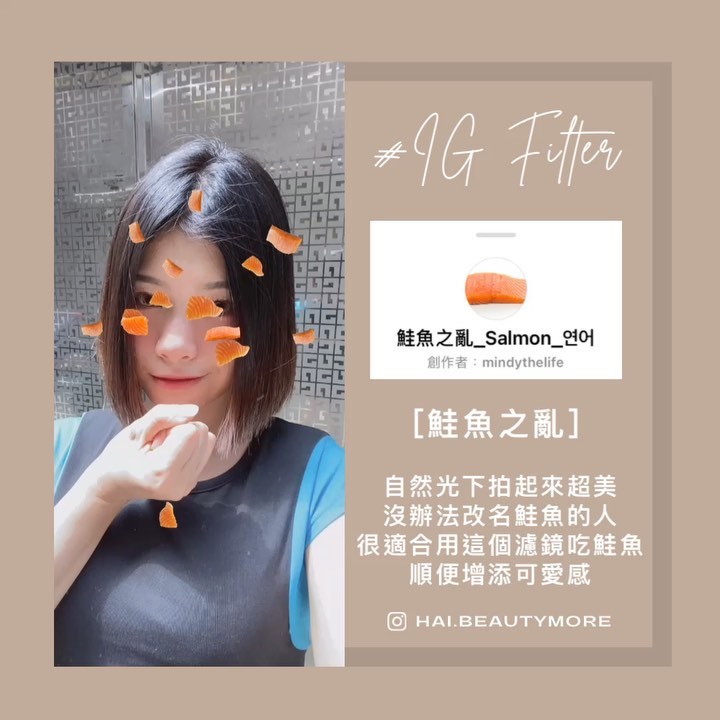 #IG Filter
鮭魚之亂_Salmon_연어
創作者：mindythelife
[鮭魚之亂]
自然光下拍起來超美
沒辦法改名鮭魚的人
很適合用這個濾鏡吃鮭魚
順便增添可愛感
HAI.BEAUTYMORE